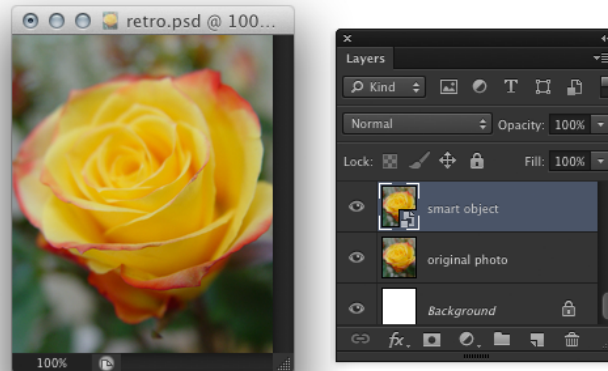 retro.psd @ 100...
100%
Layers
Kind
Normal
Opacity: 100%
Lock:
Fill: 100%
smart object
original photo
Background
fx.